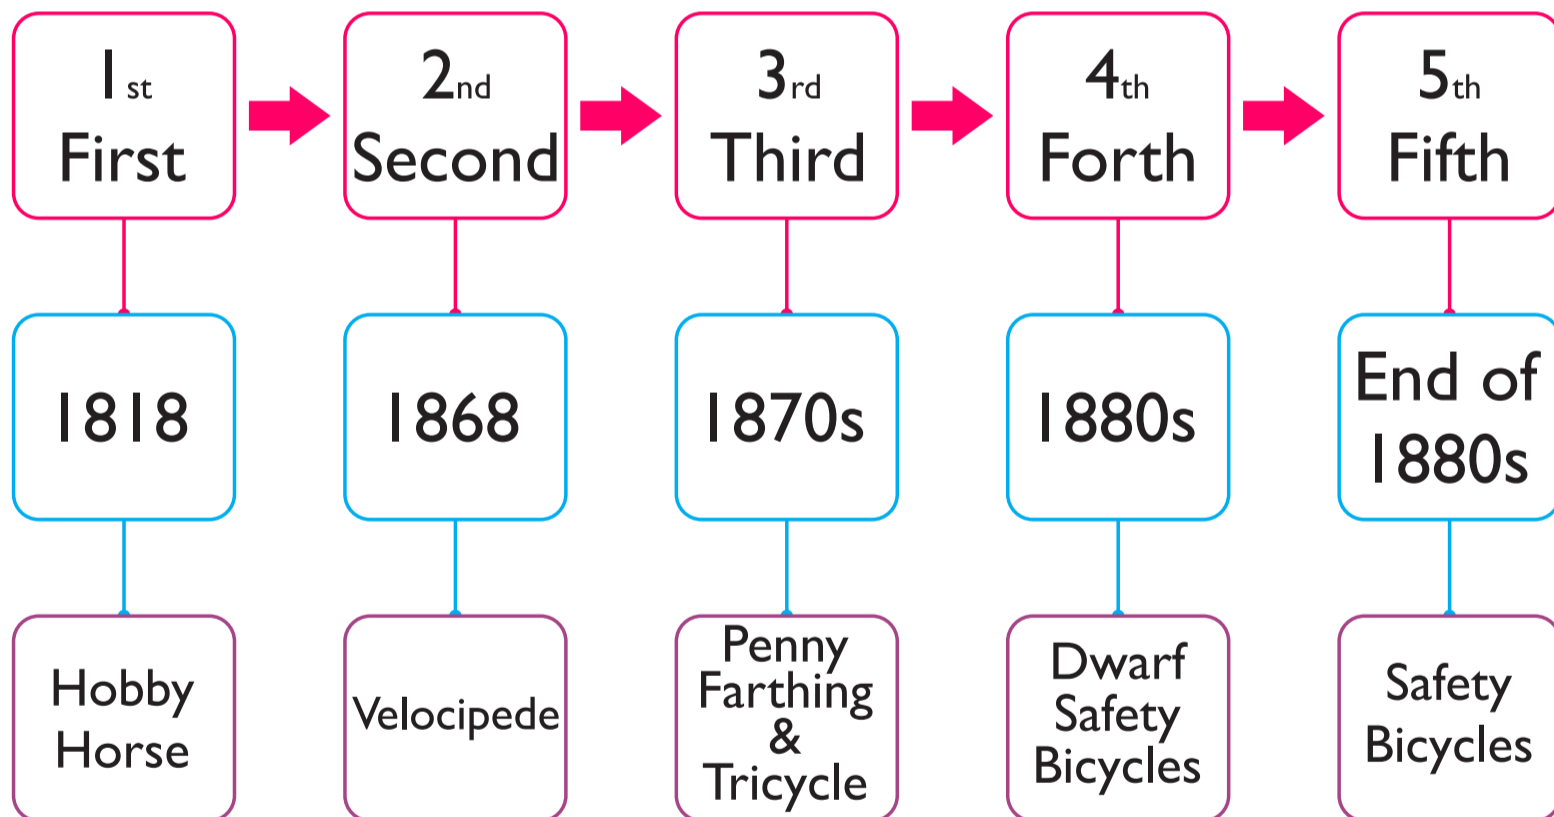 1st
First
2nd
Second
3rd
Third
4th
Forth
5th
Fifth
1818
1868
1870s
1880s
End of
1880s
Hobby
Horse
Velocipede
Penny
Farthing
&
Tricycle
Dwarf
Safety
Bicycles
Safety
Bicycles